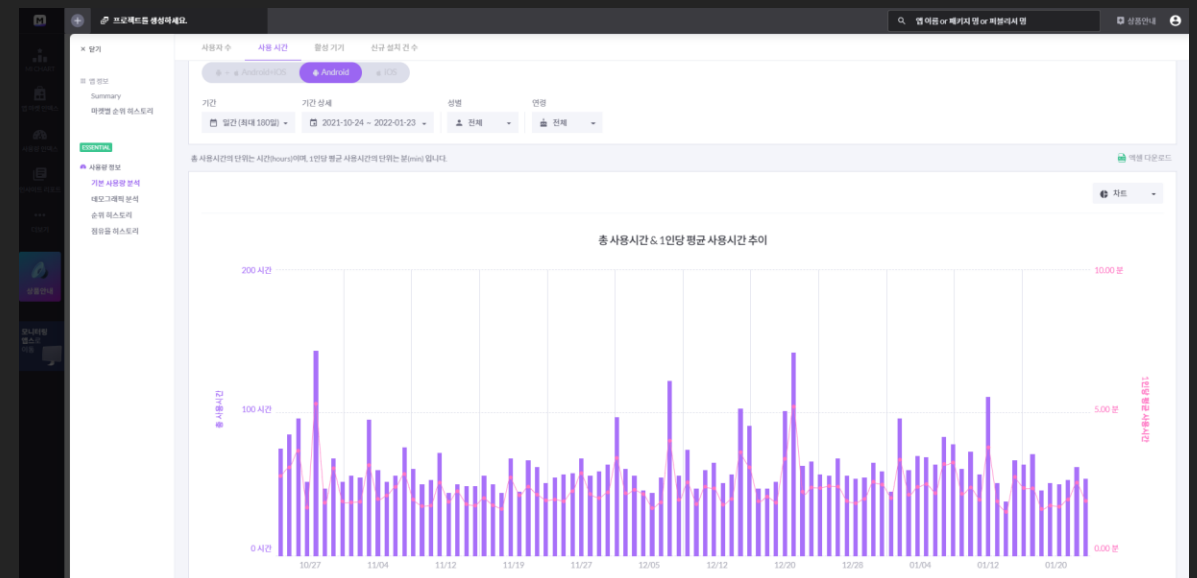 프로젝트를 생성하세요.
앱 이름 or 패키지 명 or 퍼블리셔 명
상품안내
× 닫기
앱 정보
Summary
마켓별 순위 히스토리
ESSENTIAL
사용량 정보
기본 사용량 분석
데모그래픽 분석
순위 히스토리
점유율 히스토리
상품안내
사용자 수
사용 시간
활성 기기
신규 설치 건 수
+ Android+iOS
Android
iOS
기간
기간 상세
성별
연령
일간 (최대 180일)
2021-10-24 ~ 2022-01-23
전체
전체
총 사용시간의 단위는 시간(hours)이며, 1인당 평균 사용시간의 단위는 분(min) 입니다.
엑셀 다운로드
차트
총 사용시간 & 1인당 평균 사용시간 추이
200 시간
10.00 분
총 사용시간
100 시간
5.00 분
1인당 평균 사용시간
0 시간
0.00 분
10/27
11/04
11/12
11/19
11/27
12/05
12/12
12/20
12/28
01/04
01/12
01/20